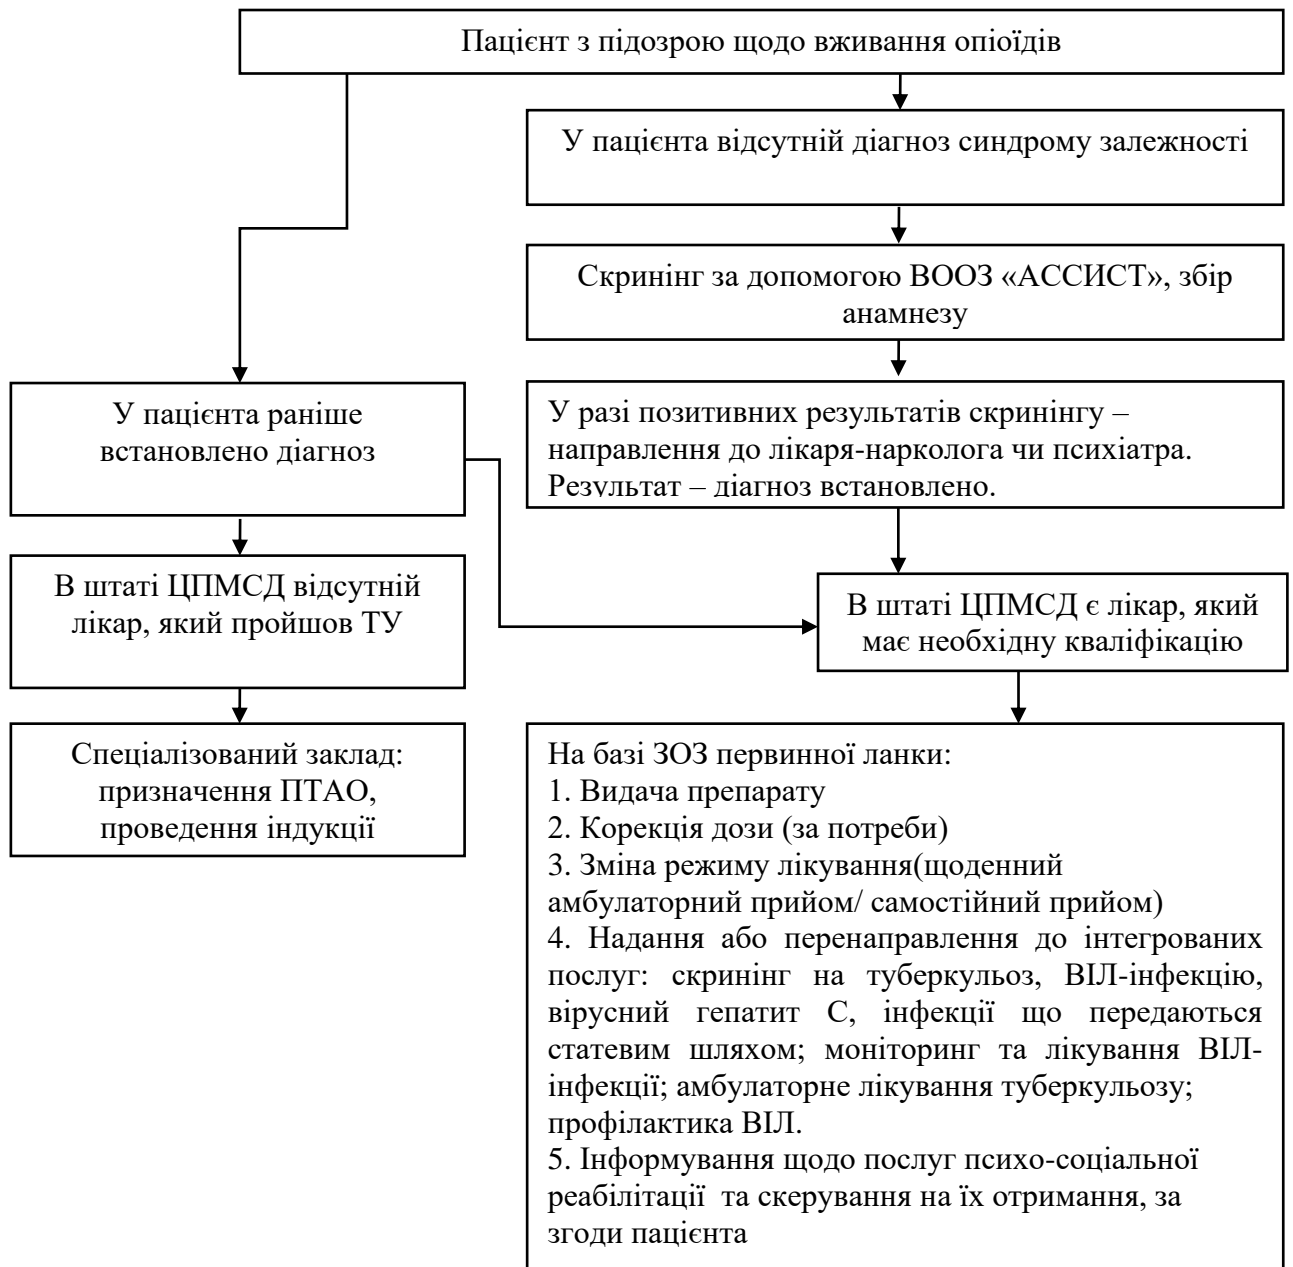 Пацієнт з підозрою щодо вживання опіоїдів
У пацієнта відсутній діагноз синдрому залежності
Скринінг за допомогою ВООЗ «АССИСТ», збір
анамнезу
У пацієнта раніше
встановлено діагноз
У разі позитивних результатів скринінгу –
направлення до лікаря-нарколога чи психіатра.
Результат – діагноз встановлено.
В штаті ЦПМСД відсутній
лікар, який пройшов ТУ
В штаті ЦПМСД є лікар, який
має необхідну кваліфікацію
Спеціалізований заклад:
призначення ПТАО,
проведення індукції
На базі ЗОЗ первинної ланки:
1. Видача препарату
2. Корекція дози (за потреби)
3. Зміна режиму лікування(щоденний
амбулаторний прийом/ самостійний прийом)
4. Надання або перенаправлення до інтегрованих
послуг: скринінг на туберкульоз, ВІЛ-інфекцію,
вірусний гепатит С, інфекції що передаються
статевим шляхом; моніторинг та лікування ВІЛ-
інфекції; амбулаторне лікування туберкульозу;
профілактика ВІЛ.
5. Інформування щодо послуг психо-соціальної
реабілітації та скерування на їх отримання, за
згоди пацієнта